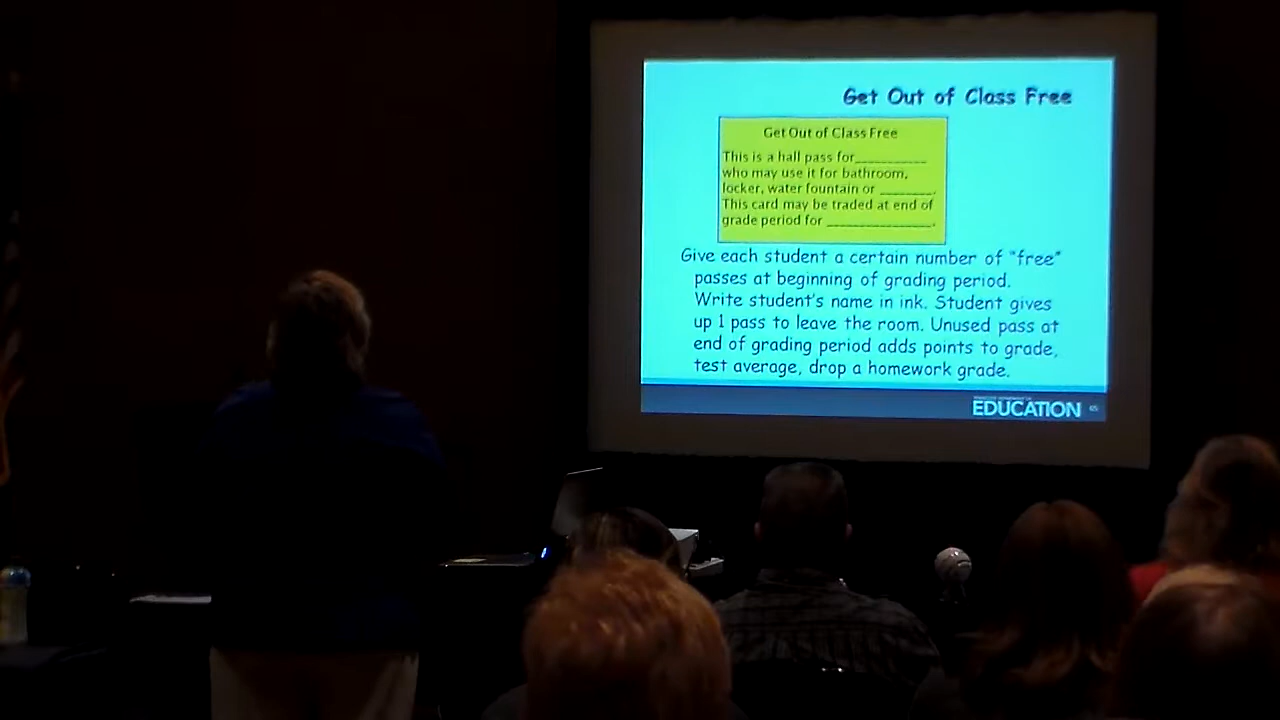 Get Out of Class Free
Get Out of Class Free
This is a hall pass for__________
who may use it for bathroom,
locker, water fountain or _______.
This card may be traded at end of
grade period for ______________.
Give each student a certain number of "free"
passes at beginning of grading period.
Write student's name in ink. Student gives
up 1 pass to leave the room. Unused pass at
end of grading period adds points to grade,
test average, drop a homework grade.
EDUCATION 65